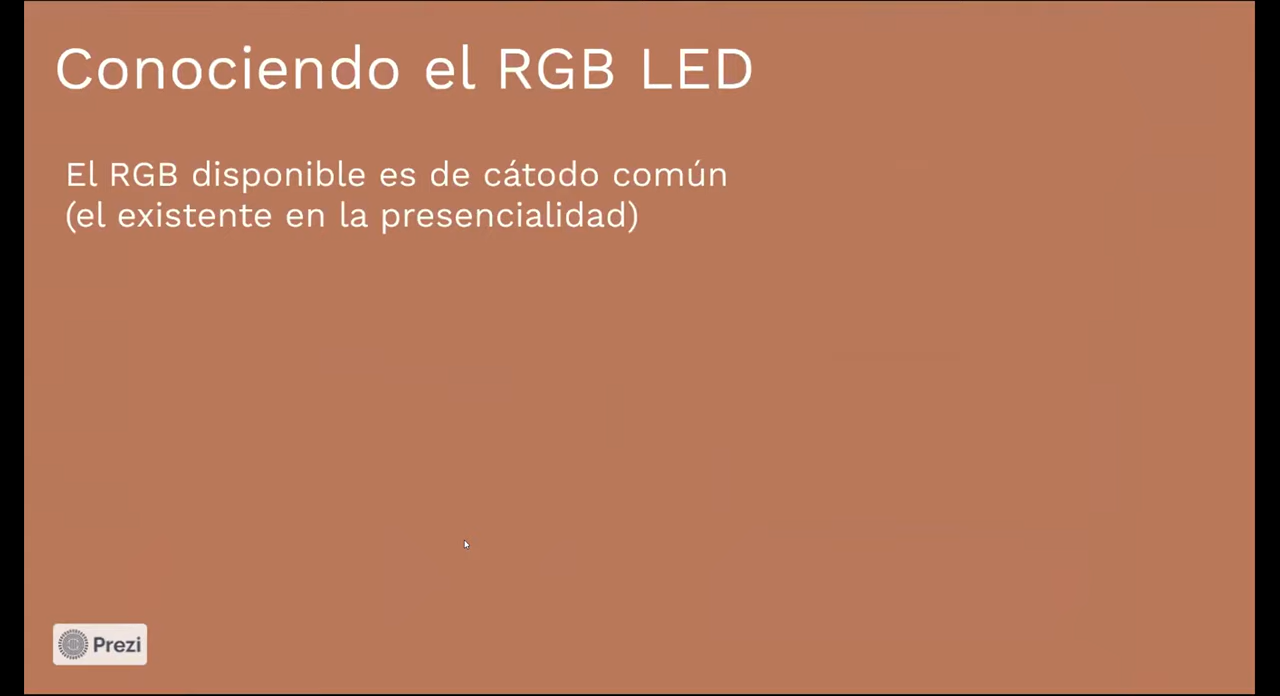 Conociendo el RGB LED
El RGB disponible es de cátodo común
(el existente en la presencialidad)
Prezi